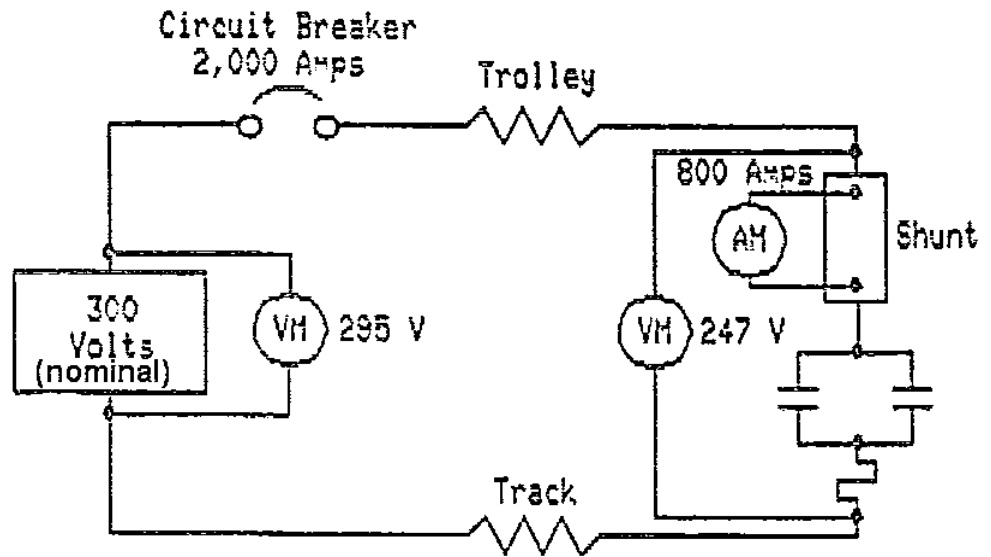 Circuit Breaker
2,000 Amps
Trolley
800 Amps
AM
Shunt
300
Volts
(nominal)
VM
295 V
VM
247 V
Track